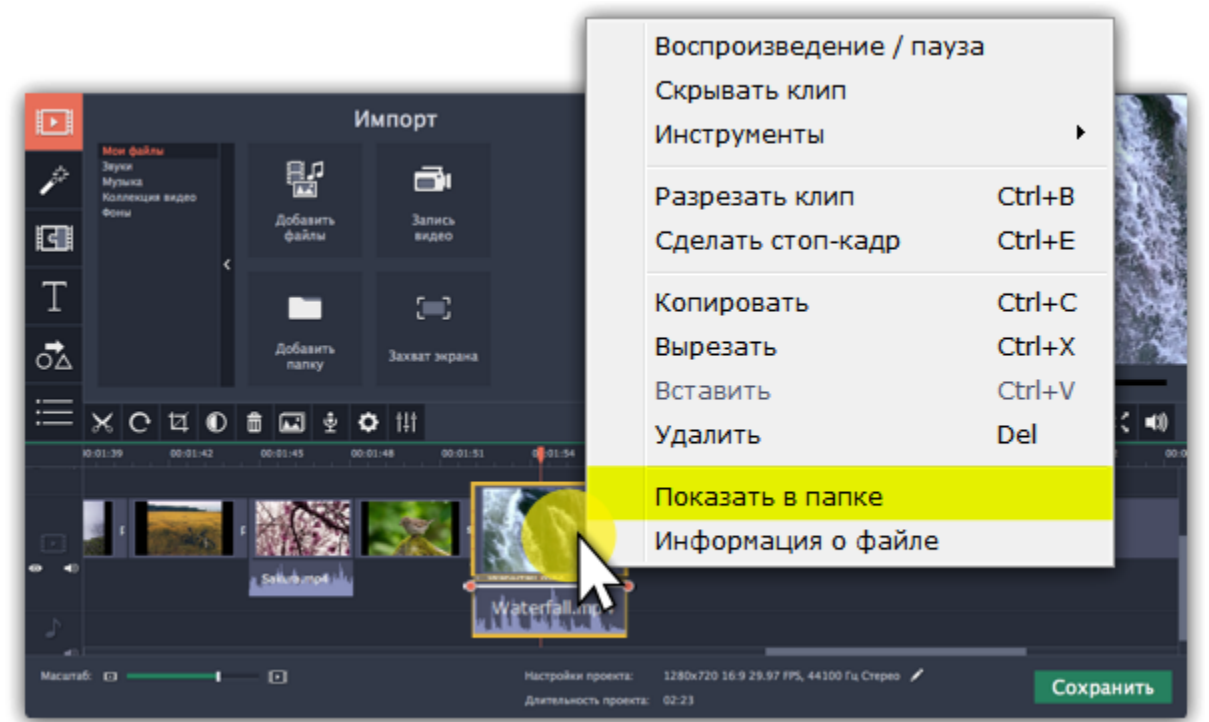 Воспроизведение / пауза
Скрывать клип
Инструменты
Разрезать клип Ctrl+B
Сделать стоп-кадр Ctrl+E
Копировать Ctrl+C
Вырезать Ctrl+X
Вставить Ctrl+V
Удалить Del
Показать в папке
Информация о файле
Импорт
Мои файлы
Звуки
Музыка
Коллекция видео
Фоны
Добавить
файлы
Запись
видео
Добавить
папку
Захват экрана
00:01:39 00:01:42 00:01:45 00:01:48 00:01:51
Sakura.mp4
Waterfall.mp4
Масштаб:
Настройки проекта: 1280x720 16:9 29.97 FPS, 44100 Гц Стерео
Длительность проекта: 02:23
Сохранить